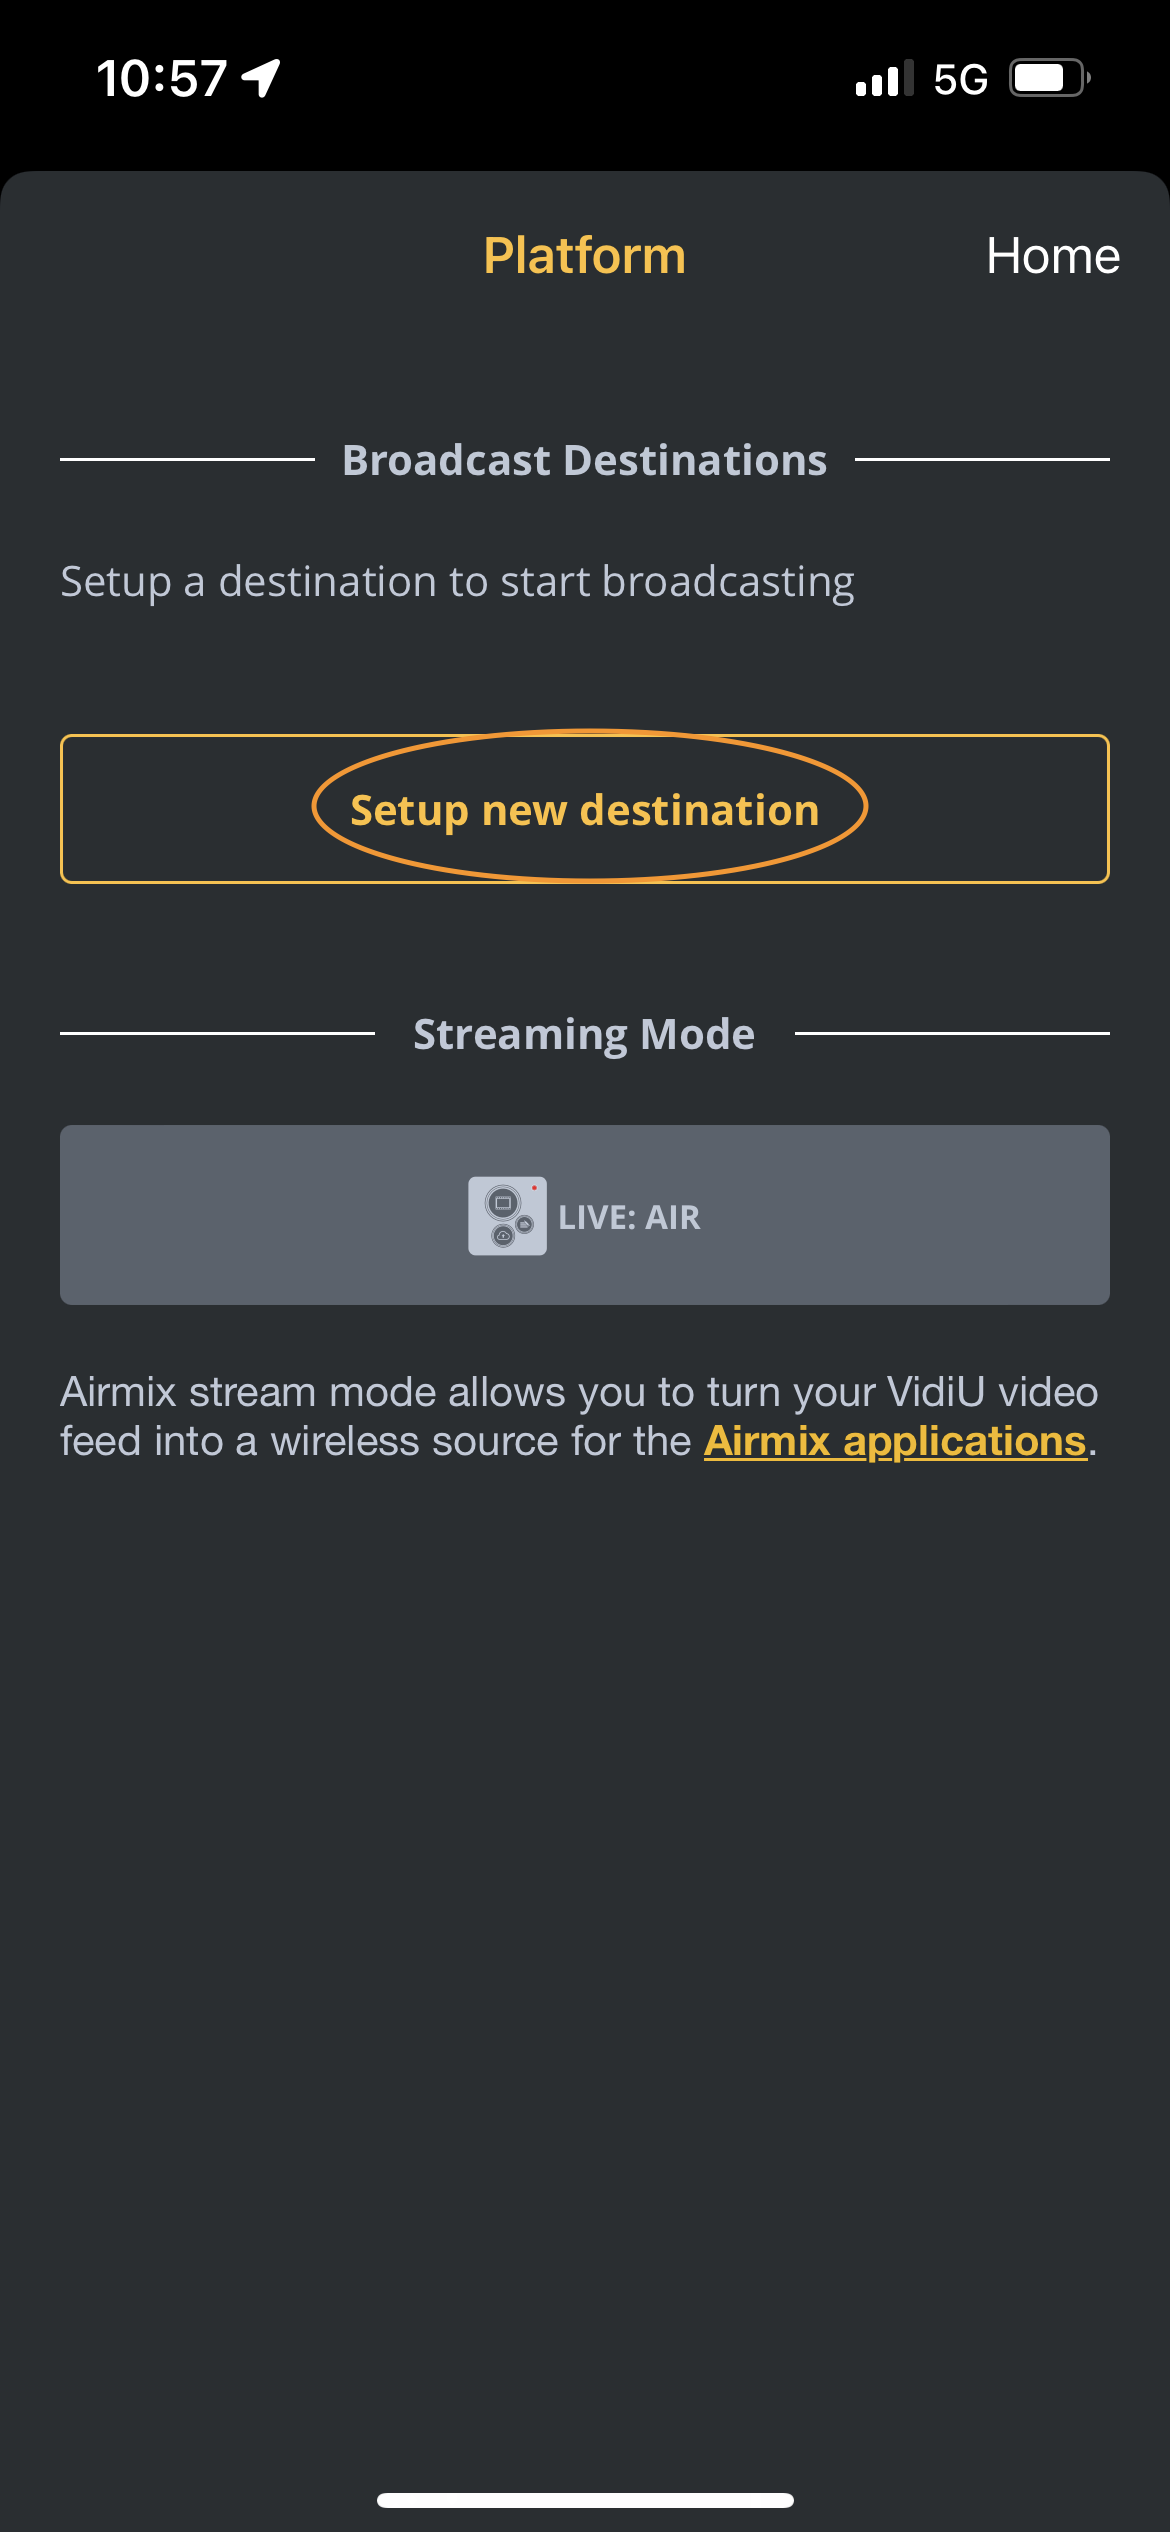 10:57
5G
Platform
Home
Broadcast Destinations
Setup a destination to start broadcasting
Setup new destination
Streaming Mode
LIVE: AIR
Airmix stream mode allows you to turn your VidiU video
feed into a wireless source for the Airmix applications.